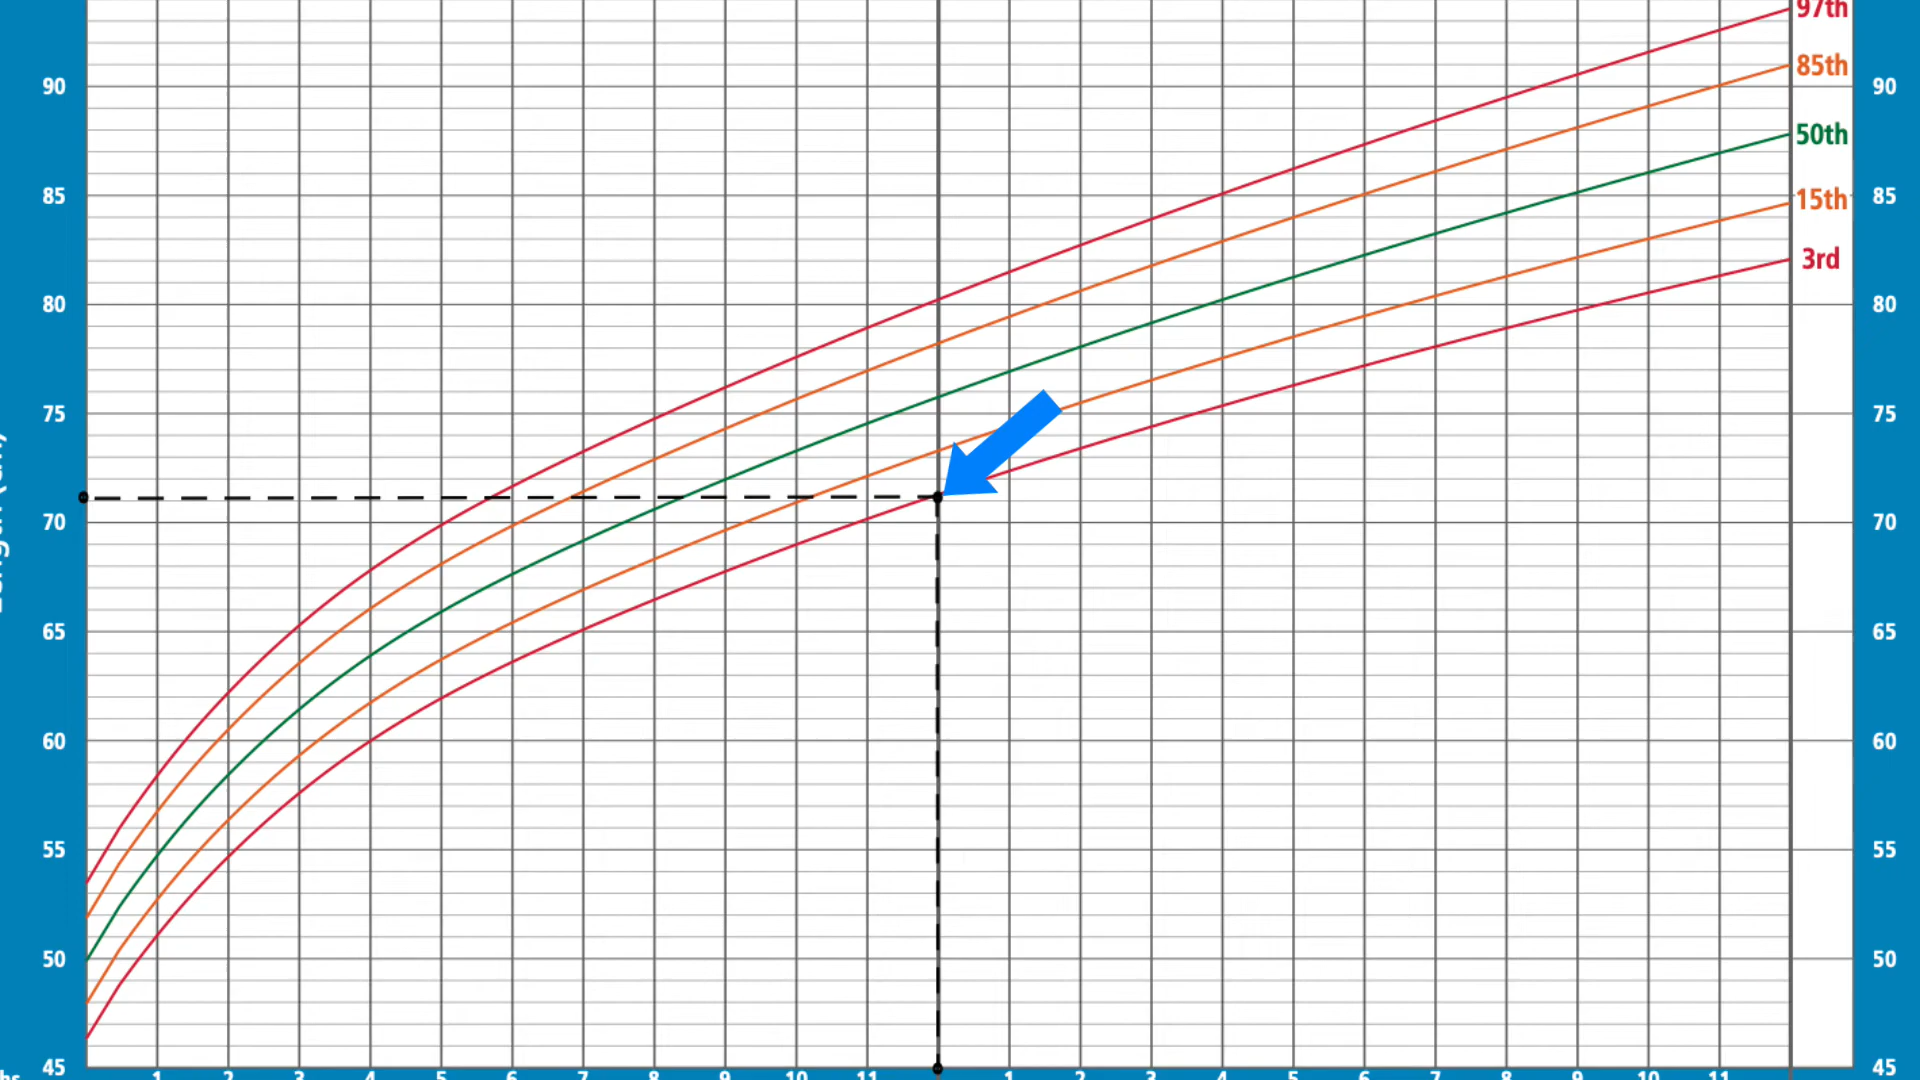 97th
85th
90 90
50th
85 85
15th
3rd
80 80
75 75
70 70
65 65
60 60
55 55
50 50
45 45
1 2 3 4 5 6 7 8 9 10 11 1 2 3 4 5 6 7 8 9 10 11